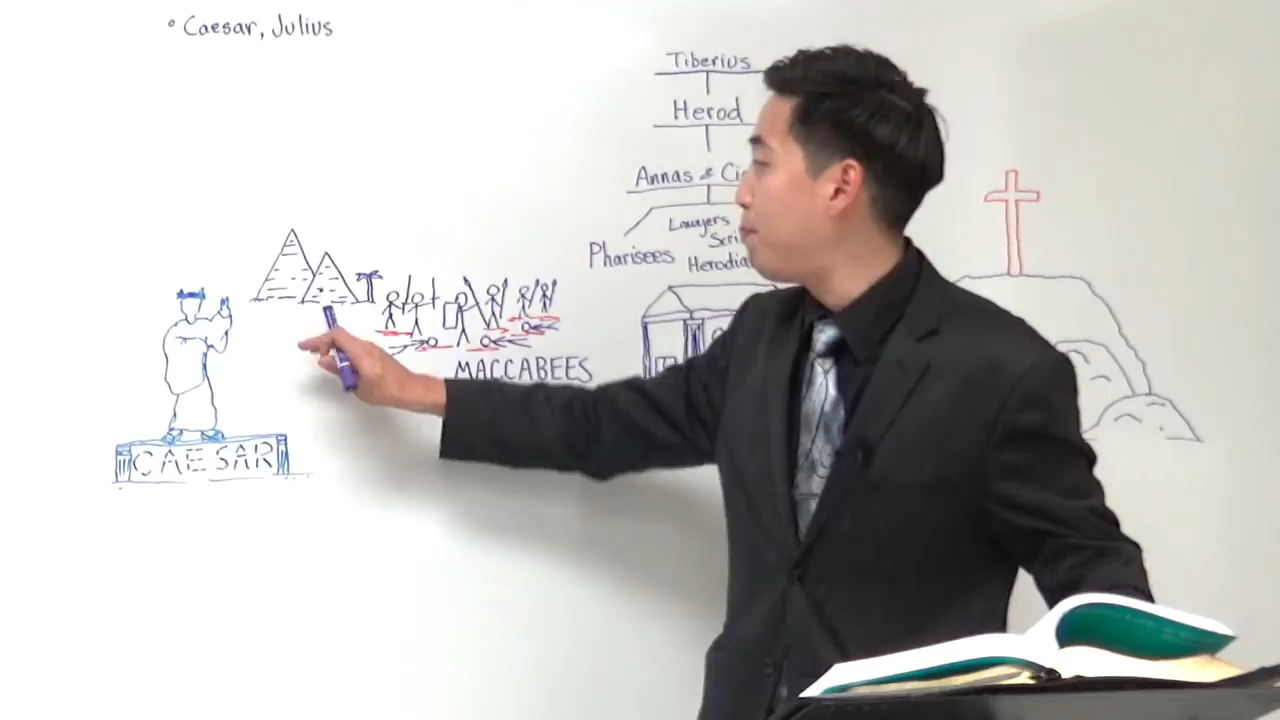 • Caesar, Julius
Tiberius
Herod
Annas &
Lawyers
Pharisees
MACCABEES
CAESAR